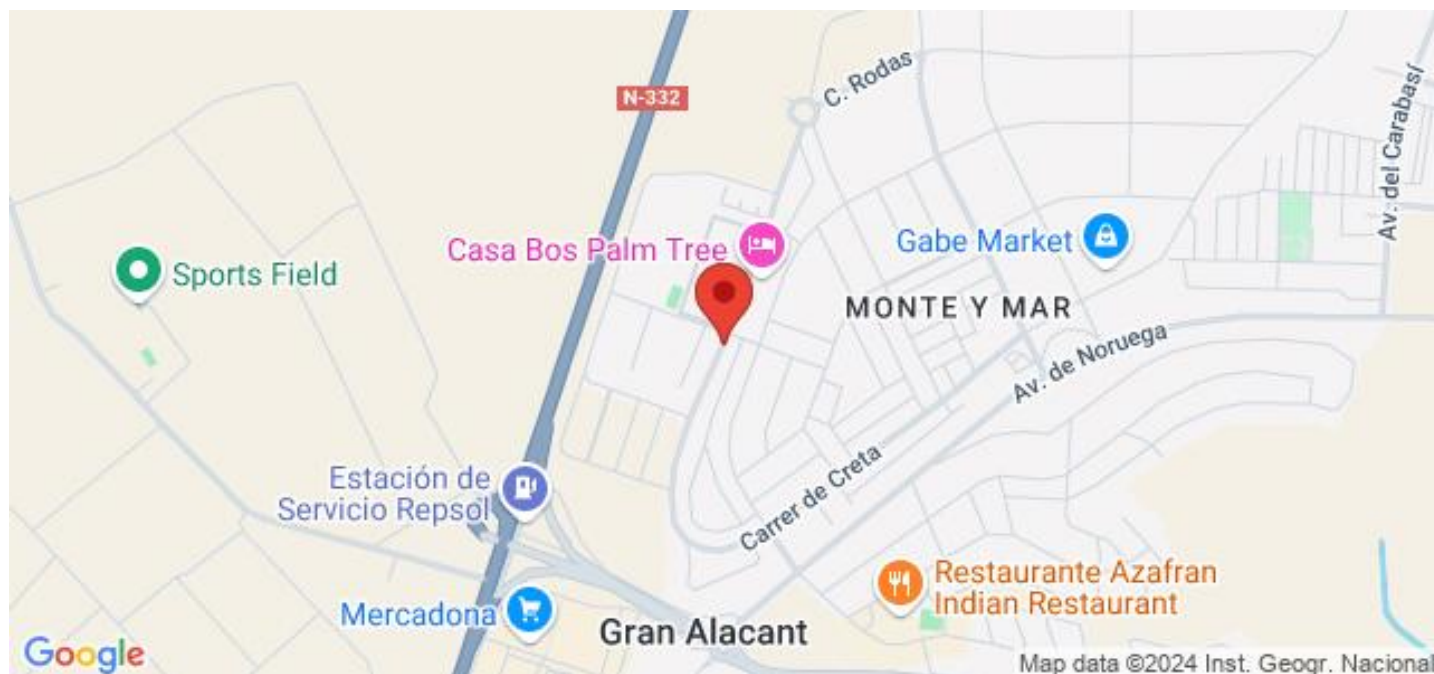 N-332
C. Rodas
Av. del Carabasí
Casa Bos Palm Tree
Gabe Market
Sports Field
MONTE Y MAR
Av. de Noruega
Estación de
Servicio Repsol
Carrer de Creta
Restaurante Azafran
Indian Restaurant
Mercadona
Gran Alacant
Google
Map data ©2024 Inst. Geogr. Nacional